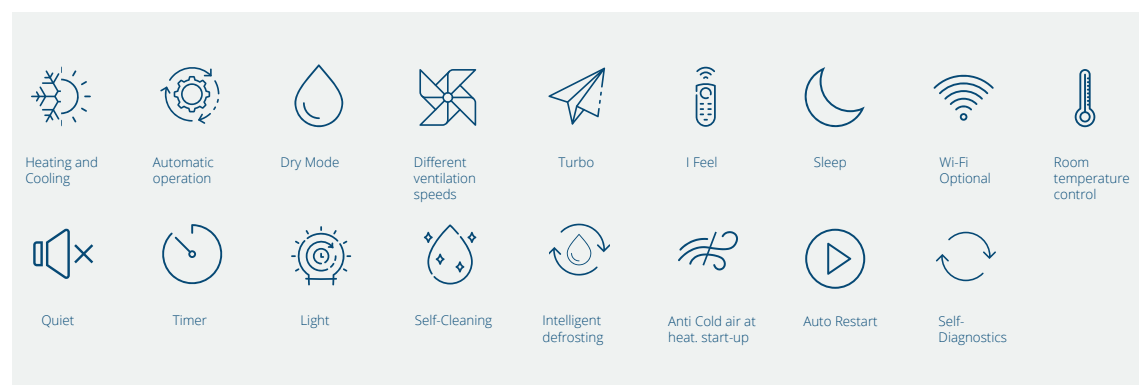 Heating and
Cooling
Automatic
operation
Dry Mode
Different
ventilation
speeds
Turbo
I Feel
Sleep
Wi-Fi
Optional
Room
temperature
control
Quiet
Timer
Light
Self-Cleaning
Intelligent
defrosting
Anti Cold air at
heat. start-up
Auto Restart
Self-
Diagnostics